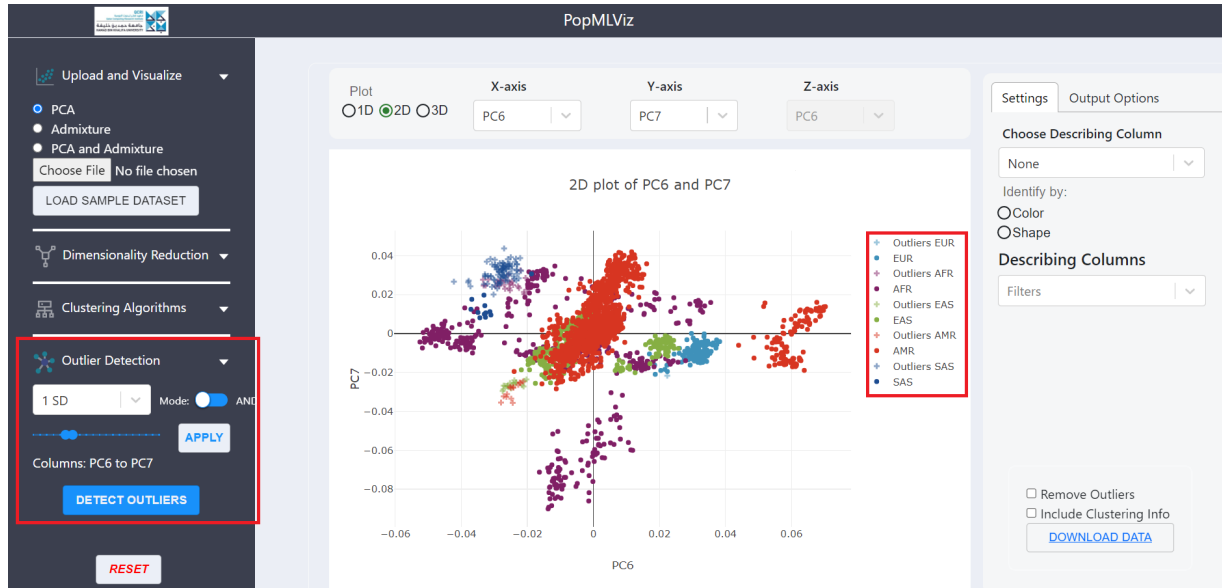 PopMLViz
Upload and Visualize
PCA
Admixture
PCA and Admixture
Choose File No file chosen
LOAD SAMPLE DATASET
Dimensionality Reduction
Clustering Algorithms
Outlier Detection
1 SD
Mode: AND
APPLY
Columns: PC6 to PC7
DETECT OUTLIERS
RESET
Plot
1D 2D 3D
X-axis
PC6
Y-axis
PC7
Z-axis
PC6
2D plot of PC6 and PC7
0.04
0.02
0
−0.02
−0.04
−0.06
−0.08
PC7
−0.06 −0.04 −0.02 0 0.02 0.04 0.06
PC6
Outliers EUR
EUR
Outliers AFR
AFR
Outliers EAS
EAS
Outliers AMR
AMR
Outliers SAS
SAS
Settings Output Options
Choose Describing Column
None
Identify by:
Color
Shape
Describing Columns
Filters
Remove Outliers
Include Clustering Info
DOWNLOAD DATA